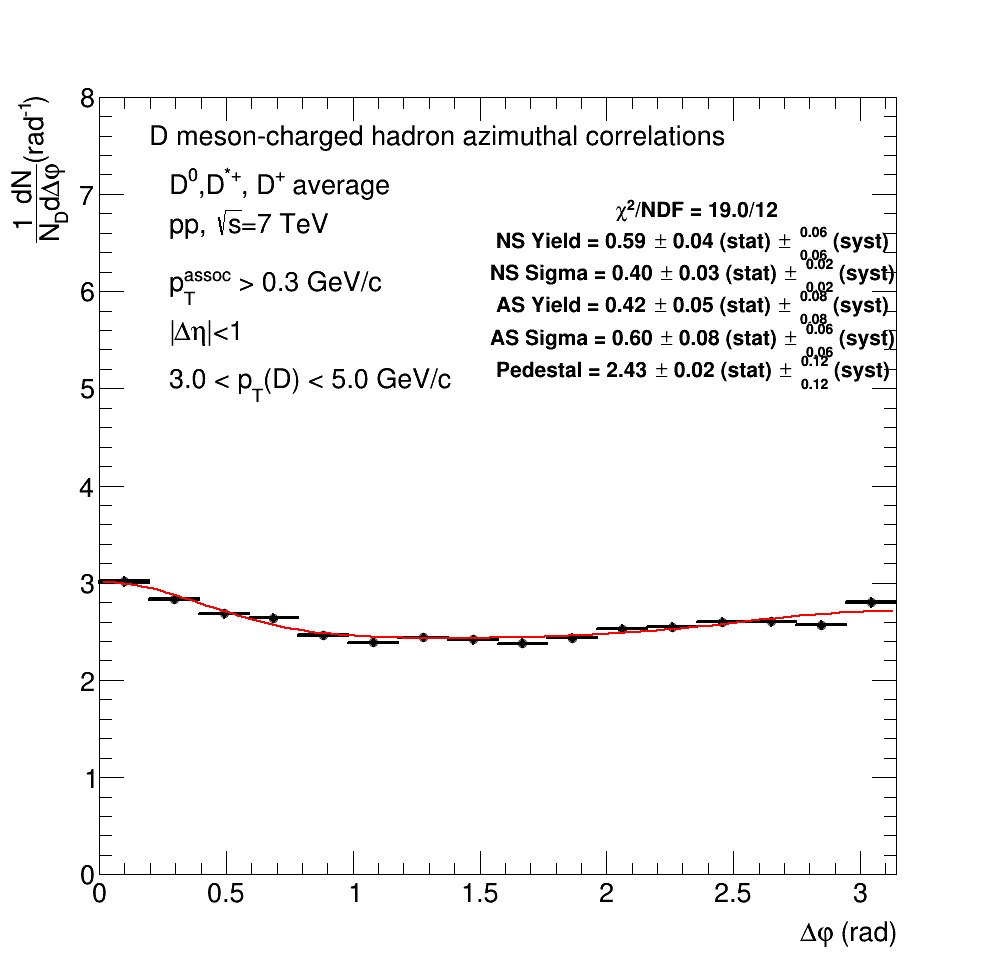 1 dN
N_D dΔφ (rad⁻¹)
D meson-charged hadron azimuthal correlations
D⁰,D*⁺, D⁺ average
pp, √s=7 TeV
p_T^assoc > 0.3 GeV/c
|Δη|<1
3.0 < p_T(D) < 5.0 GeV/c
χ²/NDF = 19.0/12
NS Yield = 0.59 ± 0.04 (stat) ± 0.06 0.06 (syst)
NS Sigma = 0.40 ± 0.03 (stat) ± 0.02 0.02 (syst)
AS Yield = 0.42 ± 0.05 (stat) ± 0.08 0.08 (syst)
AS Sigma = 0.60 ± 0.08 (stat) ± 0.06 0.06 (syst)
Pedestal = 2.43 ± 0.02 (stat) ± 0.12 0.12 (syst)
8
7
6
5
4
3
2
1
0
0 0.5 1 1.5 2 2.5 3
Δφ (rad)